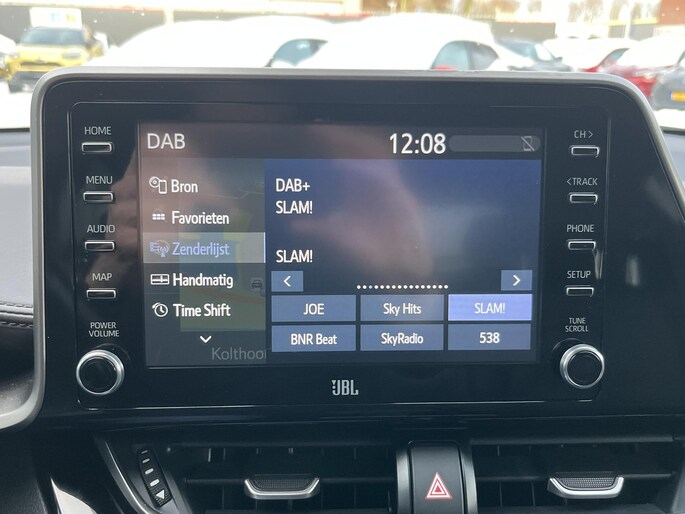 HOME
MENU
AUDIO
MAP
POWER
VOLUME
DAB
12:08
Bron
Favorieten
Zenderlijst
Handmatig
Time Shift
Kolthoor
DAB+
SLAM!
SLAM!
JOE
Sky Hits
SLAM!
BNR Beat
SkyRadio
538
CH >
< TRACK
PHONE
SETUP
TUNE
SCROLL
JBL